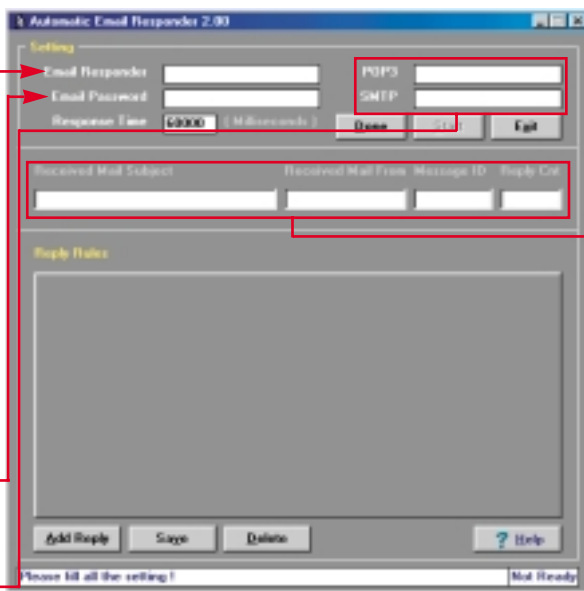 Automatic Email Responder 2.00
Setting
Email Responder
POP3
Email Password
SMTP
Response Time 60000 ( Miliseconds ) Done Start Exit
Received Mail Subject Received Mail From Message ID Reply Cnt
Reply Rules
Add Reply Save Delete ? Help
Please fill all the setting ! Not Ready